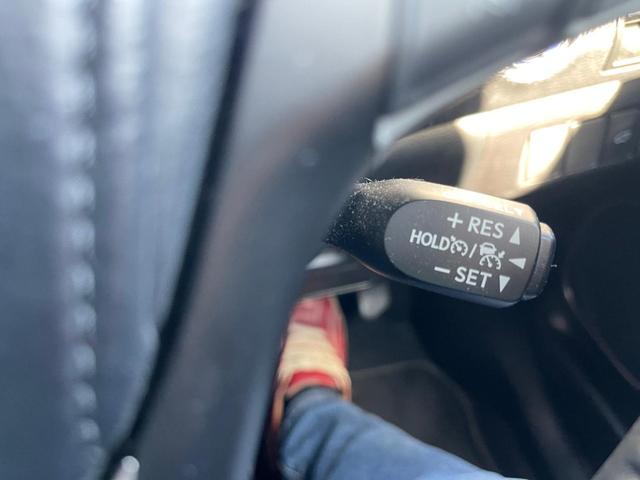 + RES
HOLD /
- SET